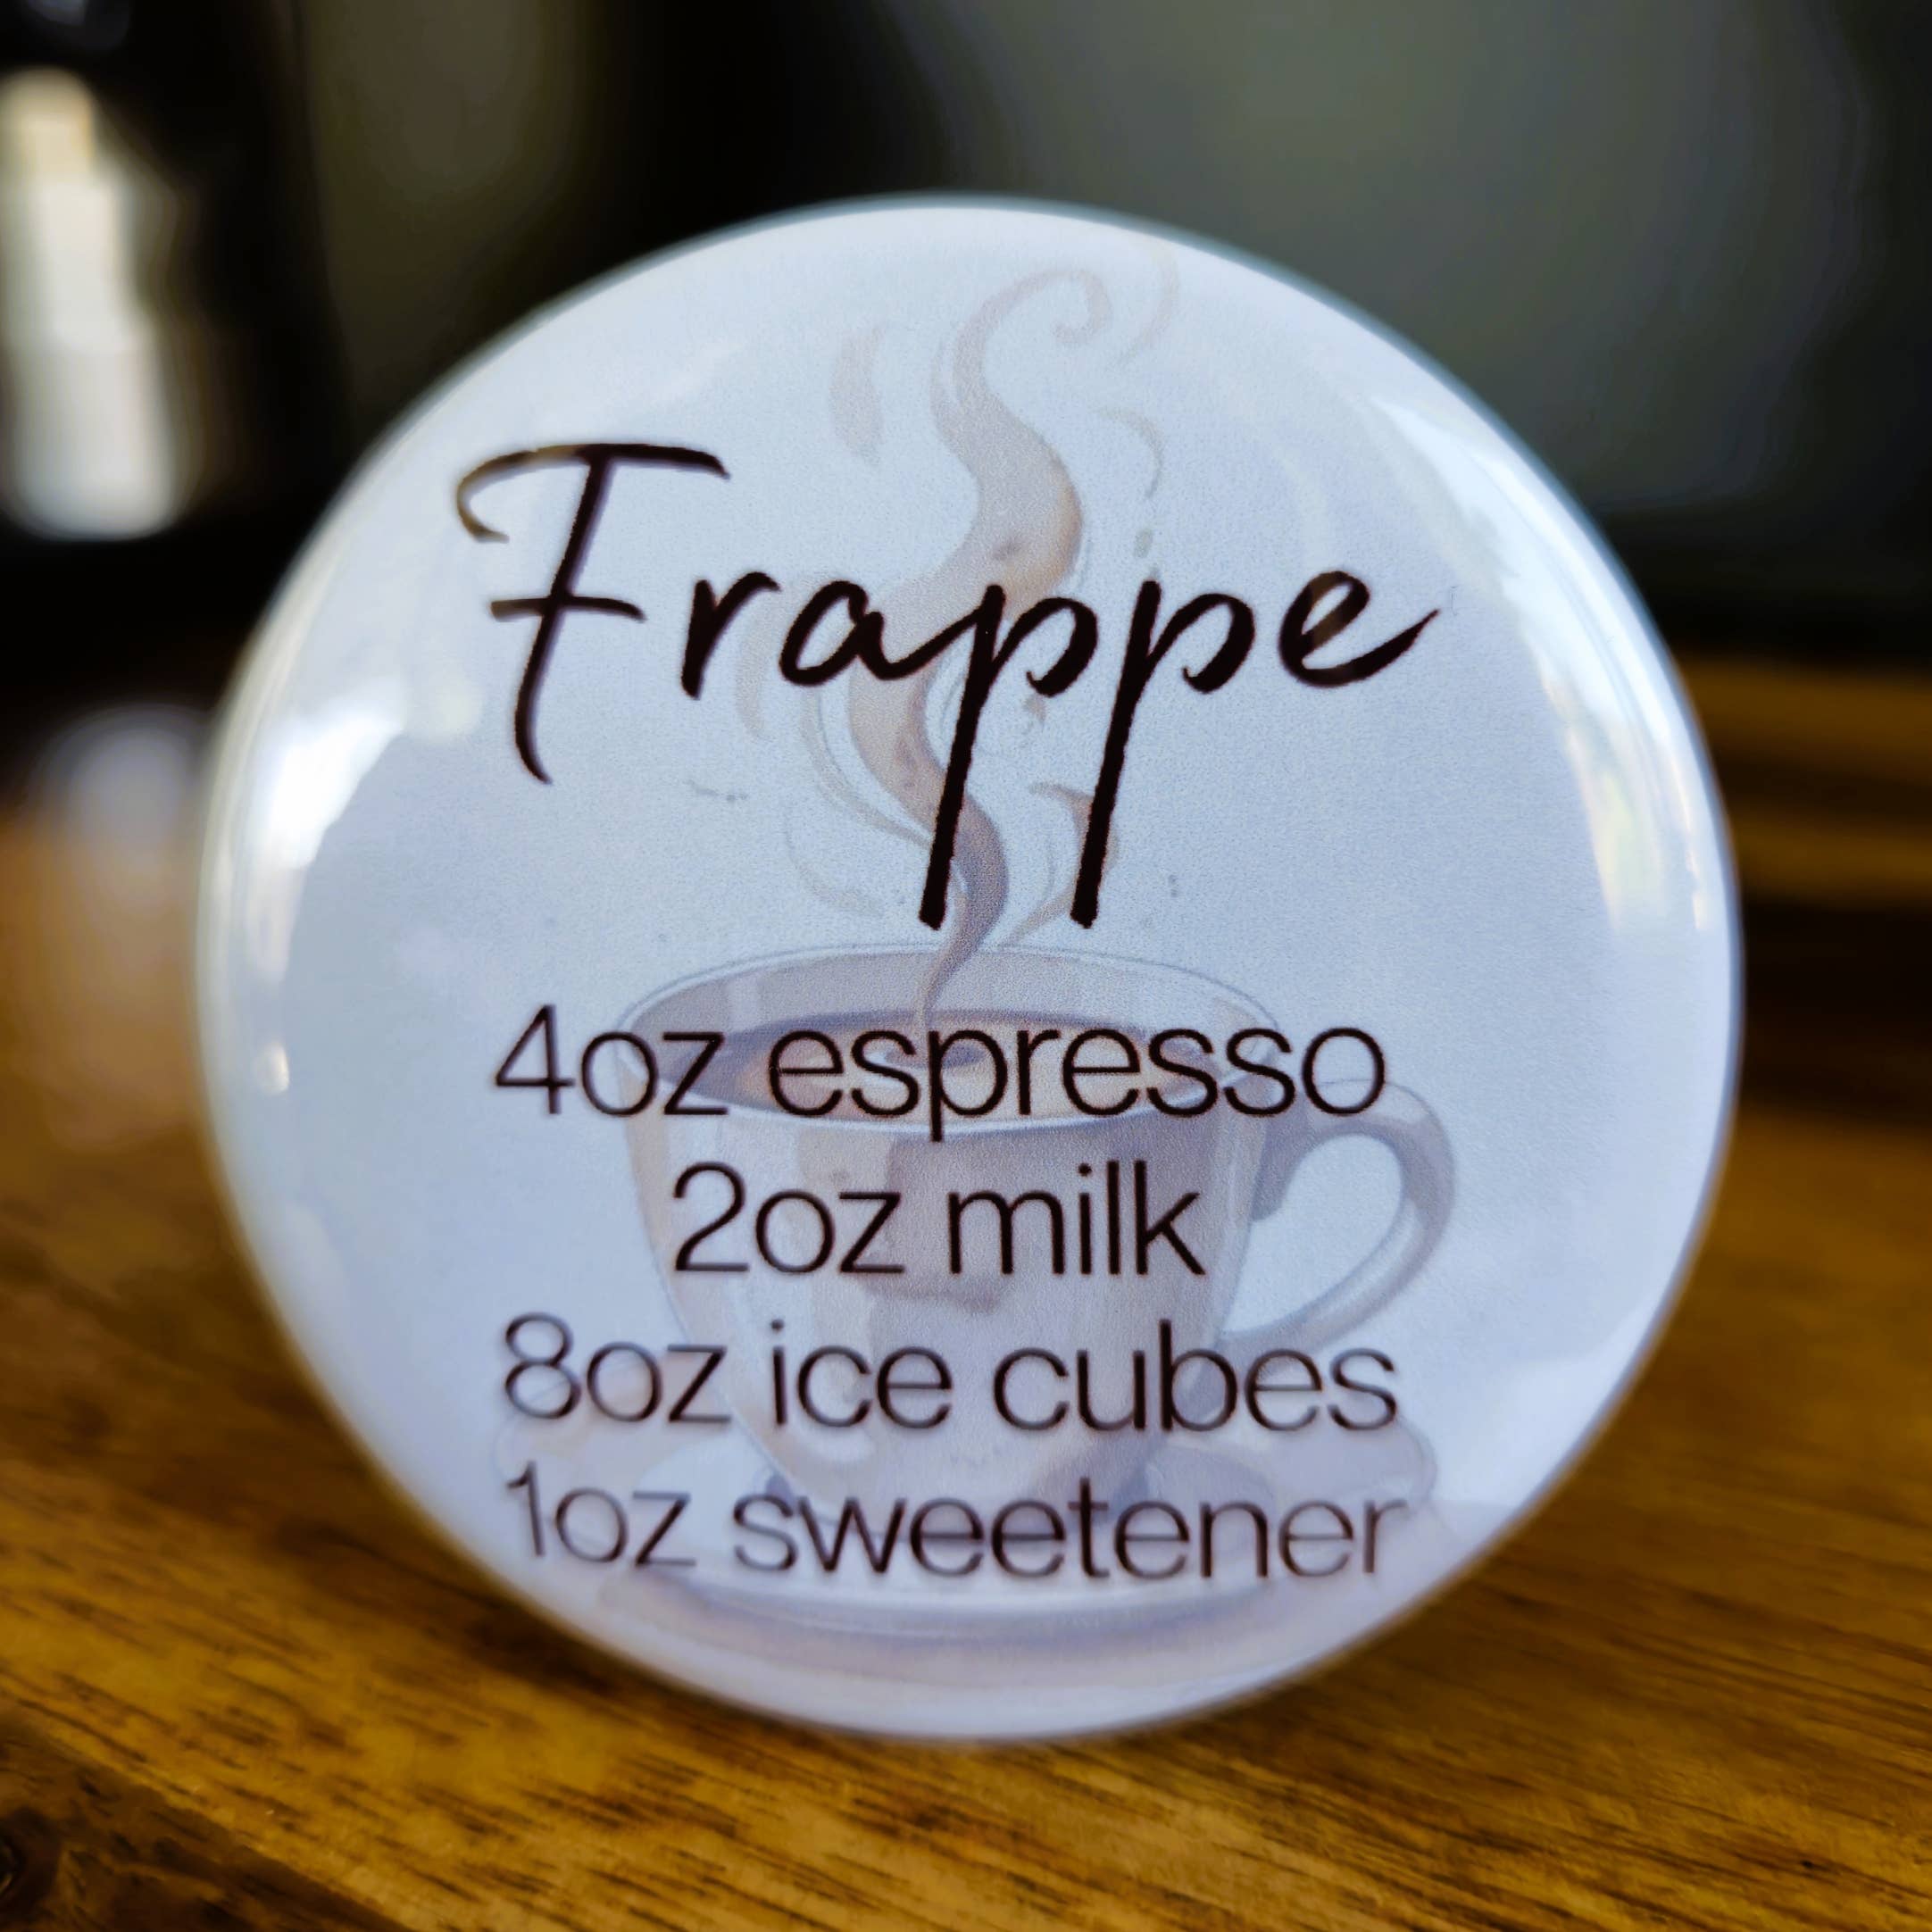 Frappe
4oz espresso
2oz milk
8oz ice cubes
1oz sweetener